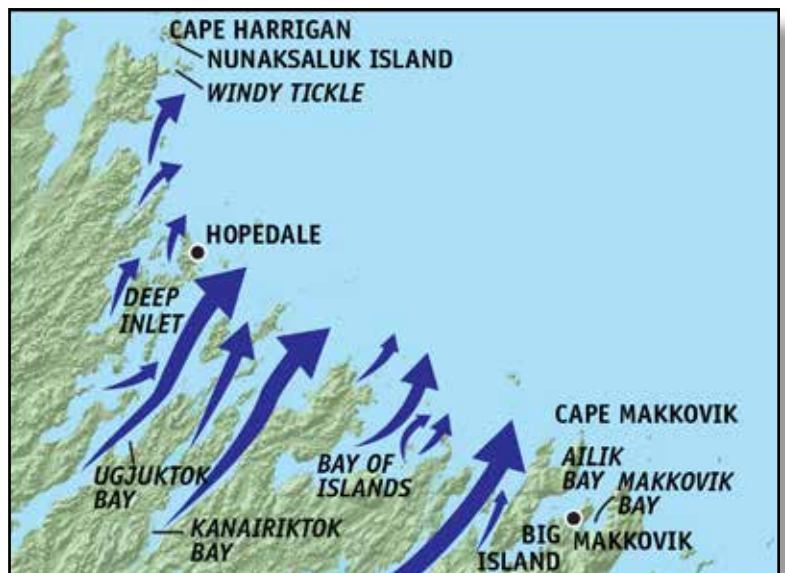 CAPE HARRIGAN
NUNAKSALUK ISLAND
WINDY TICKLE
HOPEDALE
DEEP
INLET
UGJUKTOK
BAY
KANAIRIKTOK
BAY
BAY OF
ISLANDS
CAPE MAKKOVIK
AILIK
BAY
MAKKOVIK
BAY
BIG
ISLAND
MAKKOVIK